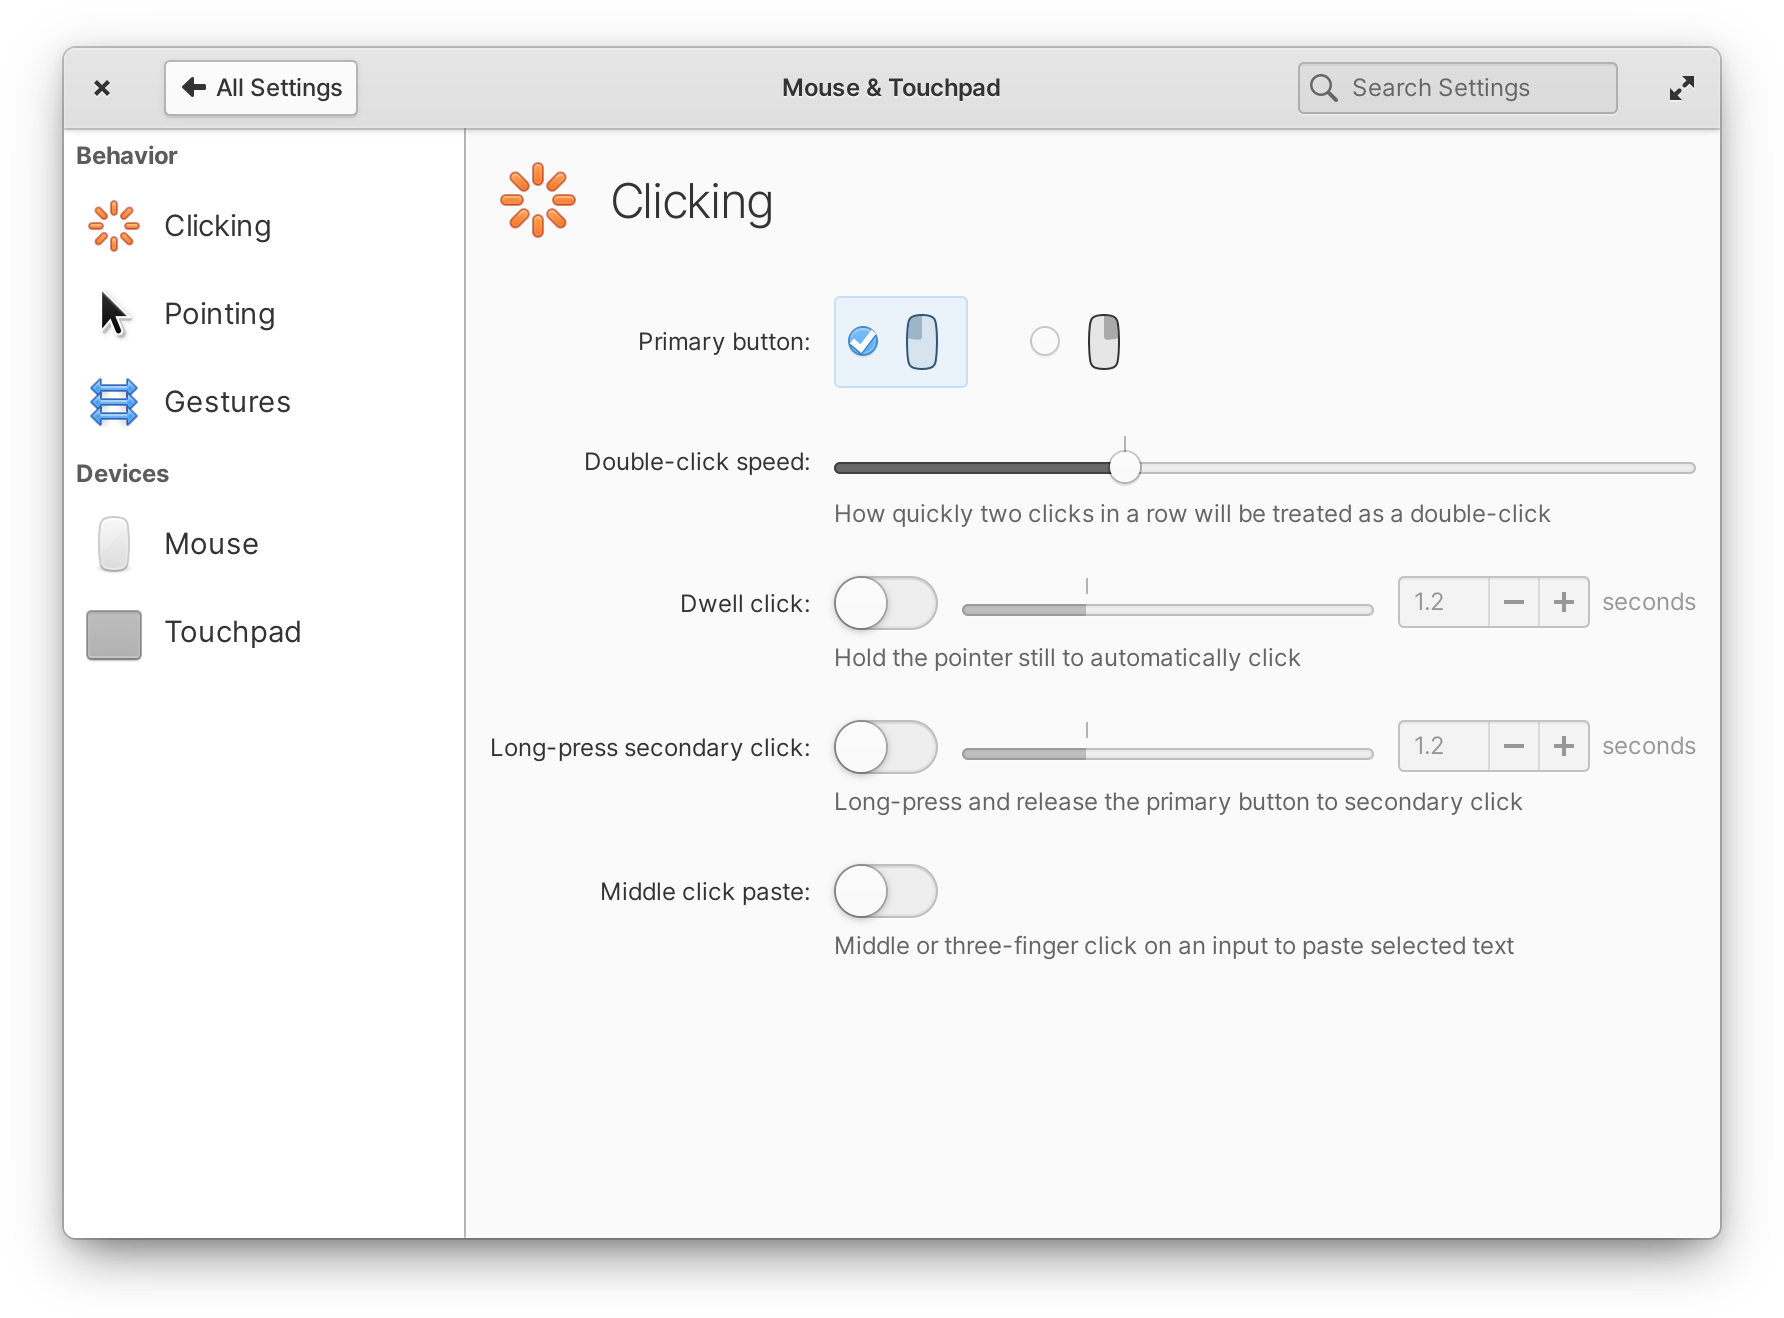 All Settings
Mouse & Touchpad
Search Settings
Behavior
Clicking
Pointing
Gestures
Devices
Mouse
Touchpad
Clicking
Primary button:
Double-click speed:
How quickly two clicks in a row will be treated as a double-click
Dwell click:
1.2
seconds
Hold the pointer still to automatically click
Long-press secondary click:
1.2
seconds
Long-press and release the primary button to secondary click
Middle click paste:
Middle or three-finger click on an input to paste selected text